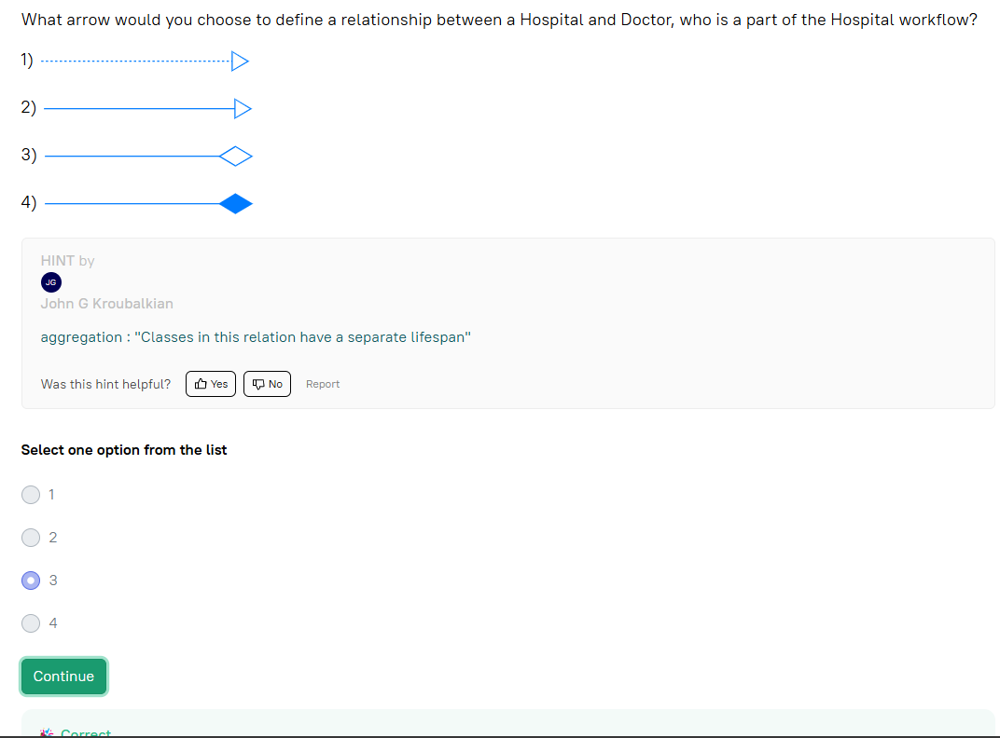 What arrow would you choose to define a relationship between a Hospital and Doctor, who is a part of the Hospital workflow?
1)
2)
3)
4)
HINT by
JG
John G Kroubalkian
aggregation : "Classes in this relation have a separate lifespan"
Was this hint helpful? Yes No Report
Select one option from the list
1
2
3
4
Continue
Correct